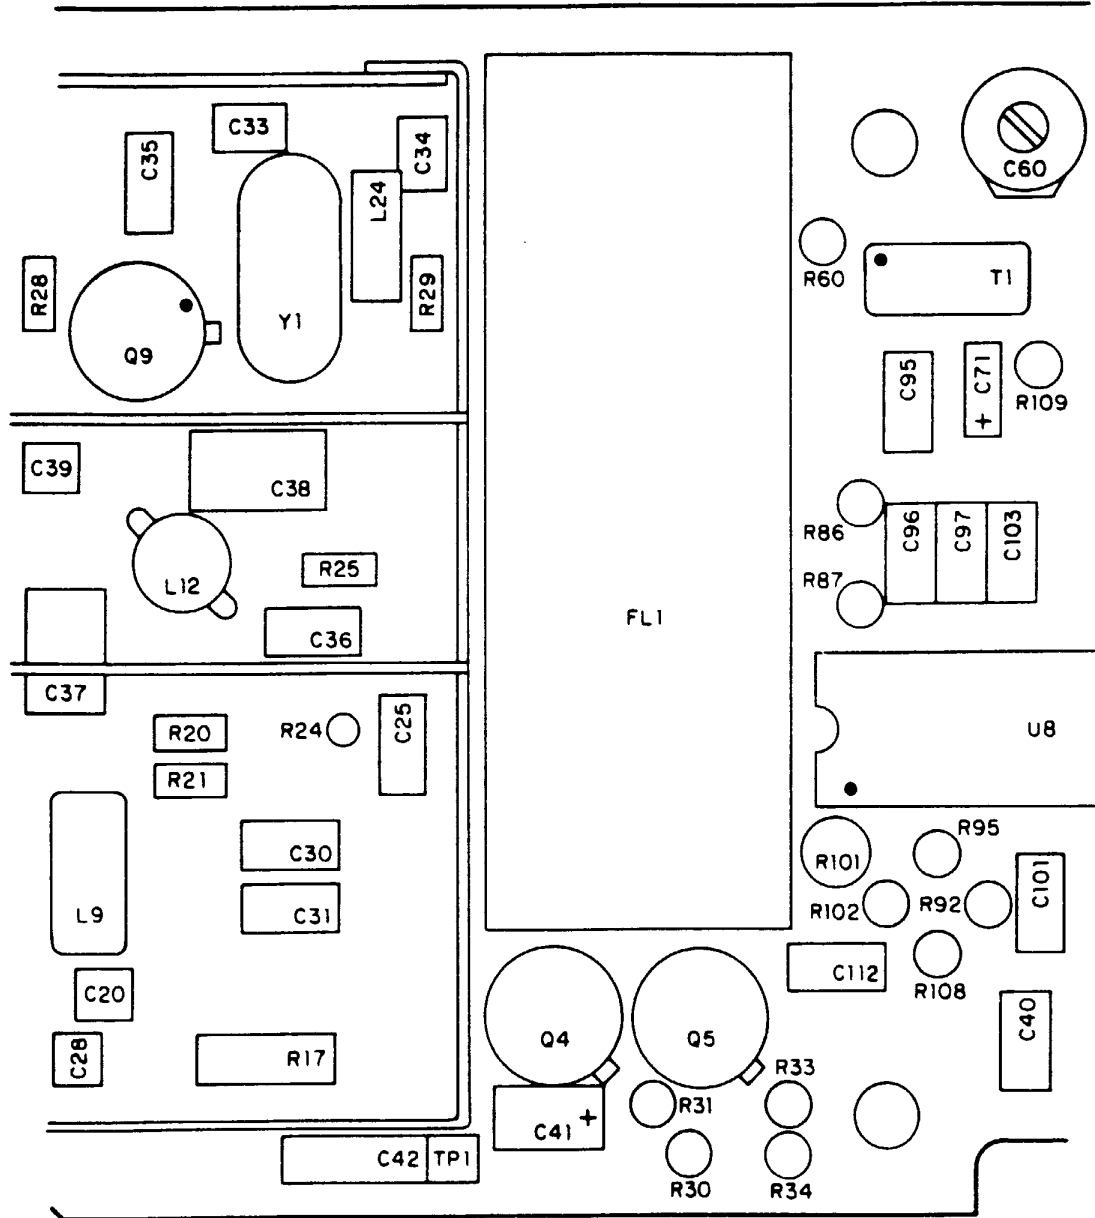 C33
C35
C34
L24
C60
R28
R29
Y1
Q9
R60
T1
C95
C71
+
R109
C39
C38
R86
C96
C97
C103
R25
L12
R87
C36
FL1
C37
R20
R24
C25
U8
R21
C30
R95
R101
C101
L9
C31
R102
R92
C20
C112
R108
C28
R17
Q4
Q5
C40
R33
R31
+
C41
C42
TP1
R30
R34